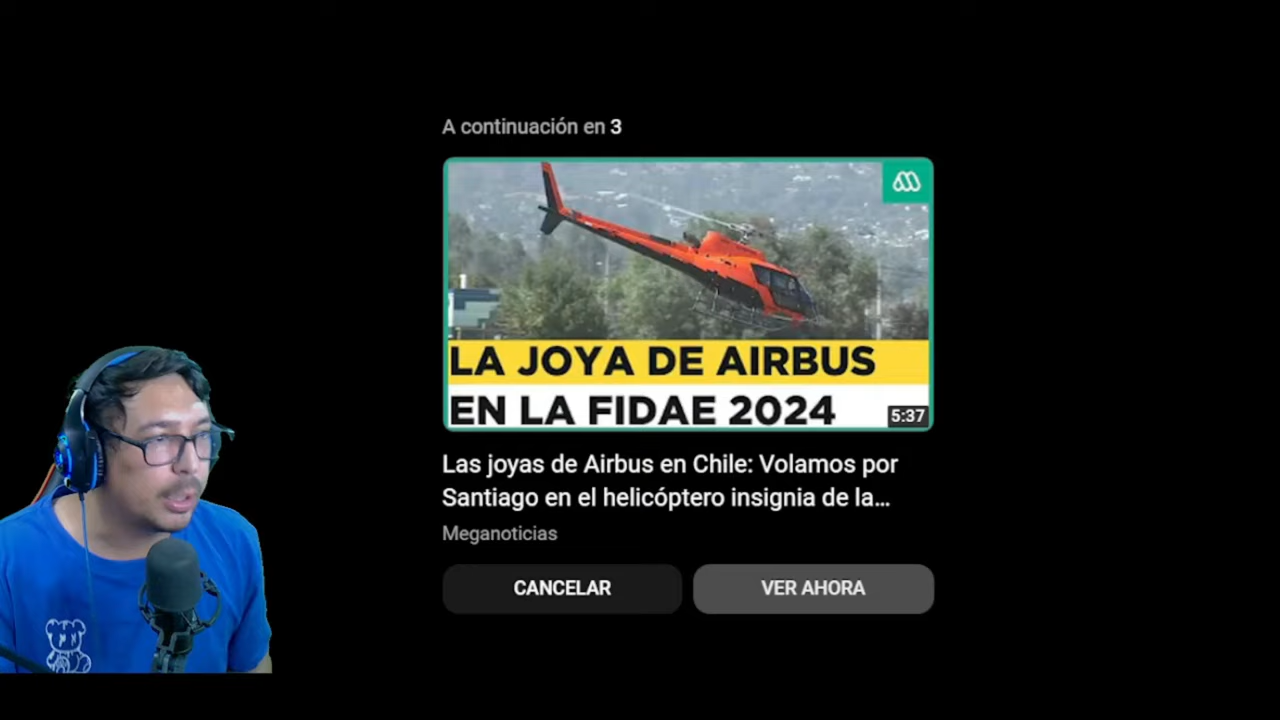 A continuación en 3
LA JOYA DE AIRBUS
EN LA FIDAE 2024
5:37
Las joyas de Airbus en Chile: Volamos por
Santiago en el helicóptero insignia de la...
Meganoticias
CANCELAR
VER AHORA